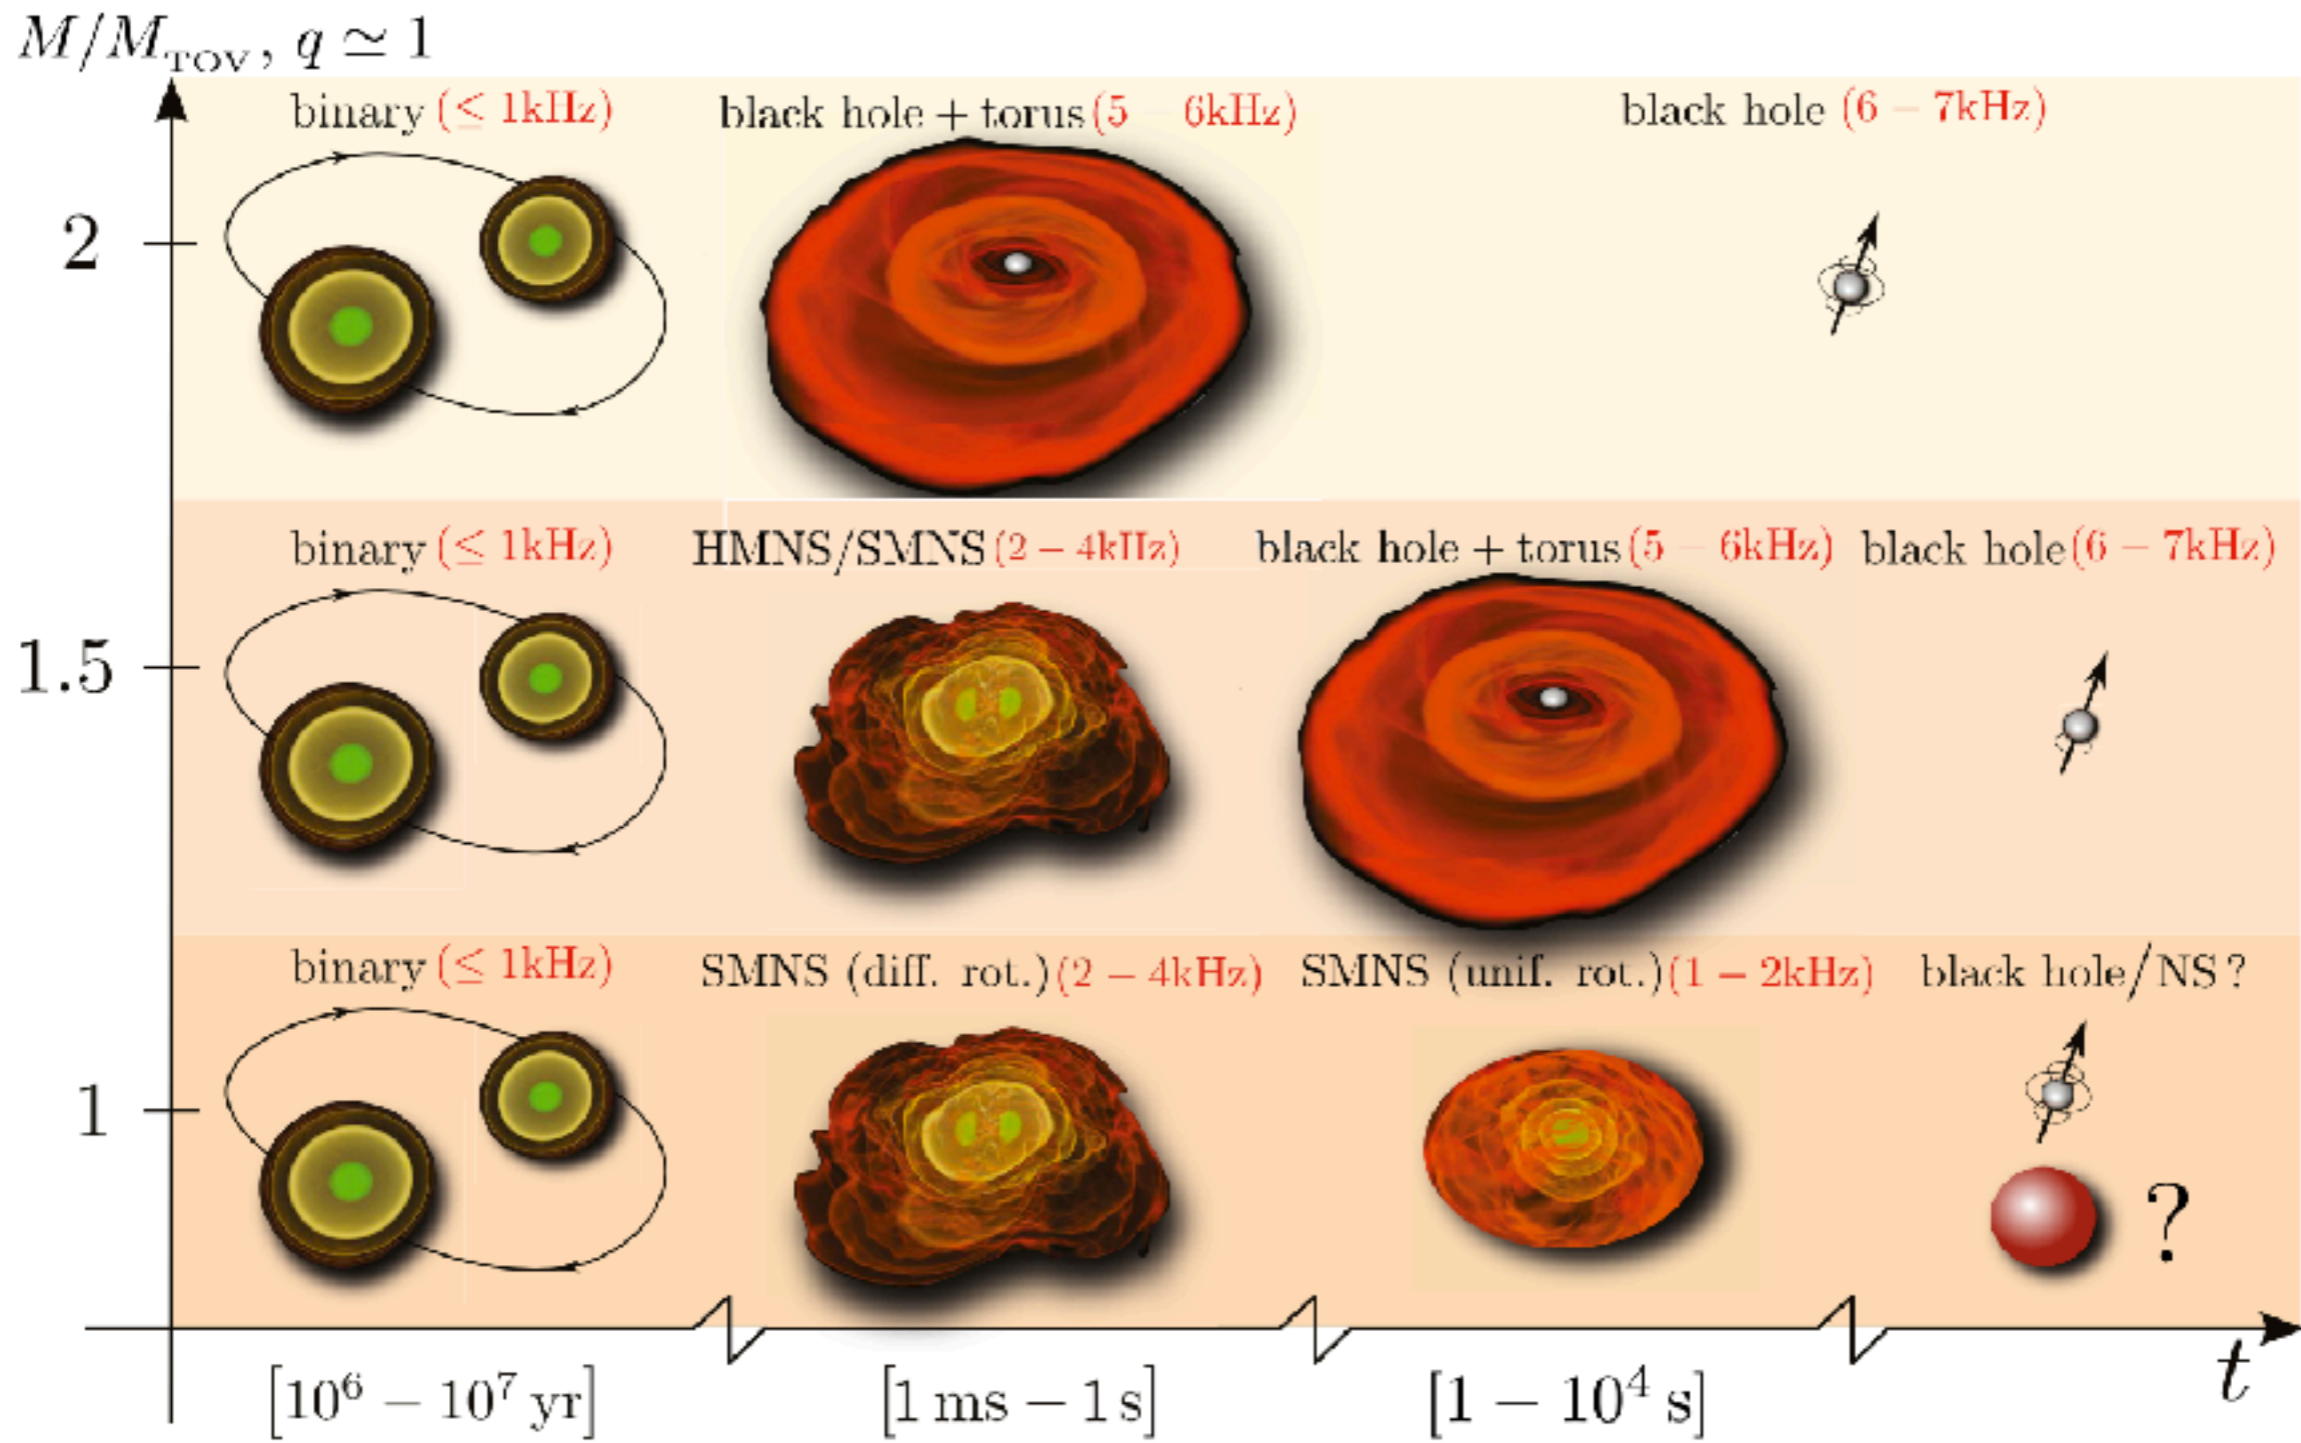 M/M_TOV, q ≃ 1
binary (≤ 1kHz) black hole + torus (5 – 6kHz) black hole (6 – 7kHz)
2
binary (≤ 1kHz) HMNS/SMNS (2 – 4kHz) black hole + torus (5 – 6kHz) black hole (6 – 7kHz)
1.5
binary (≤ 1kHz) SMNS (diff. rot.) (2 – 4kHz) SMNS (unif. rot.) (1 – 2kHz) black hole/NS ?
1
?
[10⁶ – 10⁷ yr] [1 ms – 1 s] [1 – 10⁴ s] t